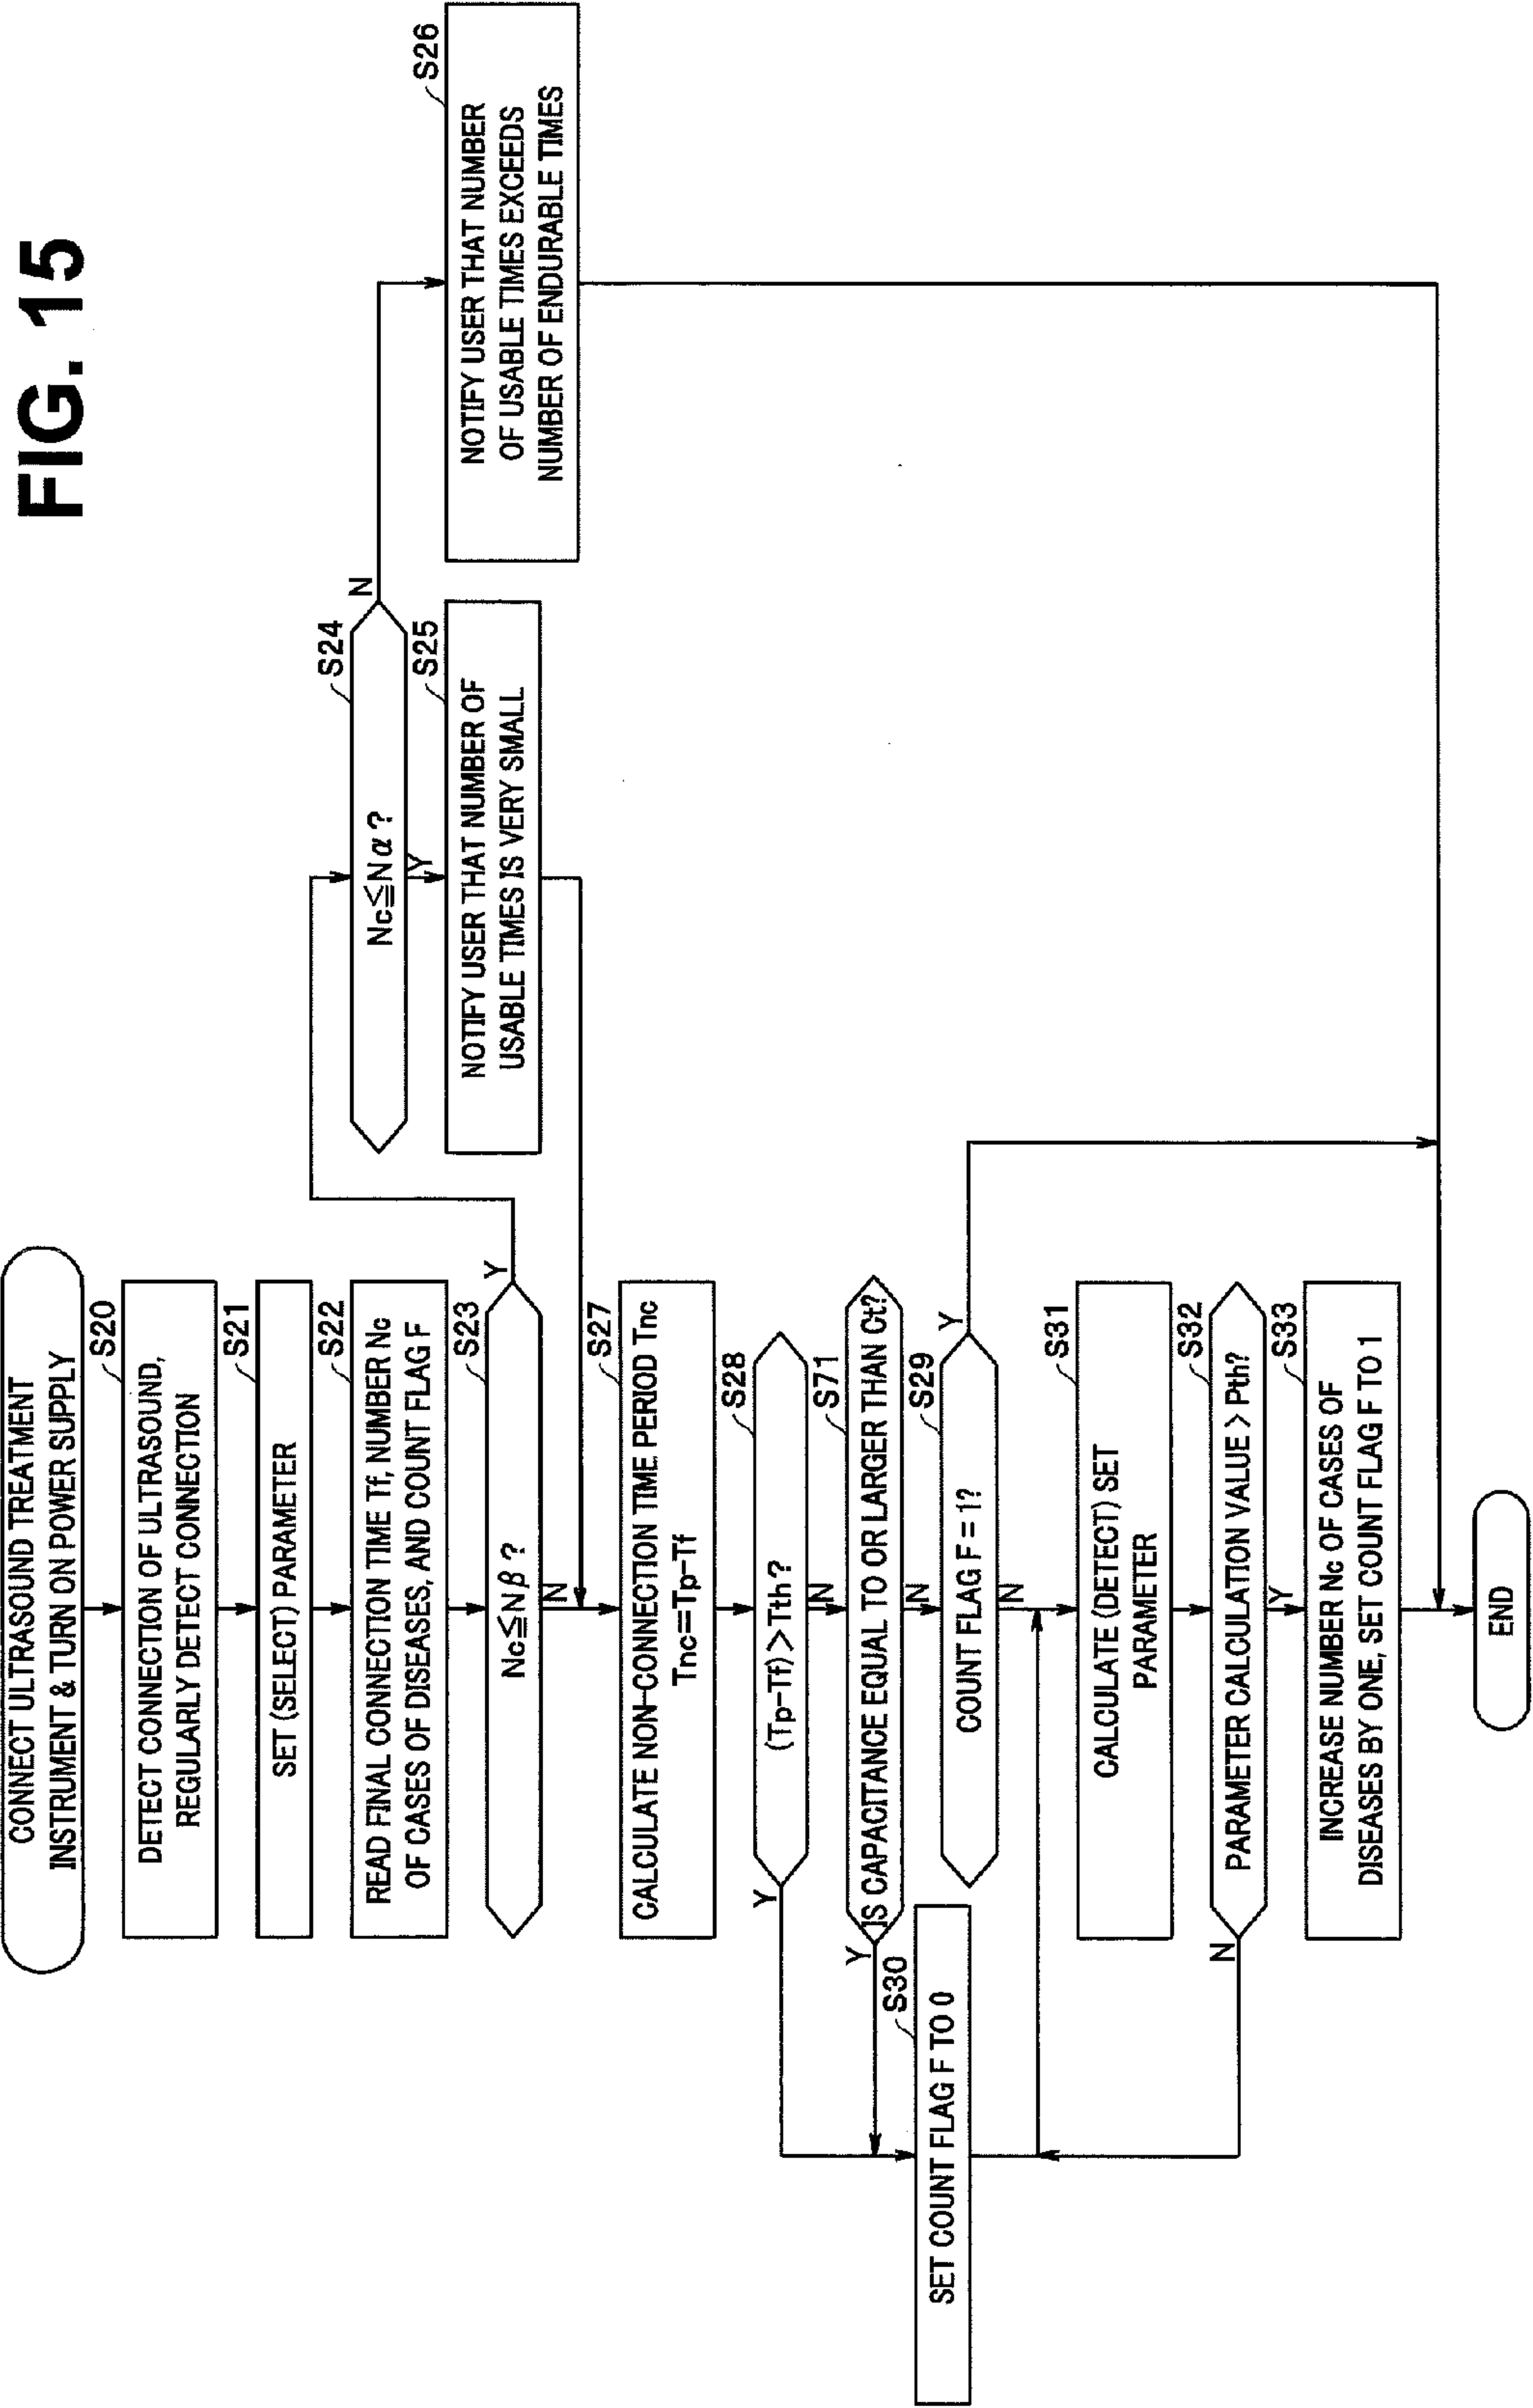 FIG. 15
CONNECT ULTRASOUND TREATMENT
INSTRUMENT & TURN ON POWER SUPPLY
S20
DETECT CONNECTION OF ULTRASOUND,
REGULARLY DETECT CONNECTION
S21
SET (SELECT) PARAMETER
S22
READ FINAL CONNECTION TIME Tf, NUMBER Nc
OF CASES OF DISEASES, AND COUNT FLAG F
S23
Nc≦Nβ?
Y
N
S24
Nc≦Nα?
N
Y
S25
NOTIFY USER THAT NUMBER OF
USABLE TIMES IS VERY SMALL
S26
NOTIFY USER THAT NUMBER
OF USABLE TIMES EXCEEDS
NUMBER OF ENDURABLE TIMES
S27
CALCULATE NON-CONNECTION TIME PERIOD Tnc
Tnc=Tp-Tf
S28
(Tp-Tf)>Tth?
Y
N
S71
IS CAPACITANCE EQUAL TO OR LARGER THAN Ct?
Y
N
S29
COUNT FLAG F=1?
Y
N
S30
SET COUNT FLAG F TO 0
S31
CALCULATE (DETECT) SET
PARAMETER
S32
PARAMETER CALCULATION VALUE > Pth?
N
Y
S33
INCREASE NUMBER Nc OF CASES OF
DISEASES BY ONE, SET COUNT FLAG F TO 1
END